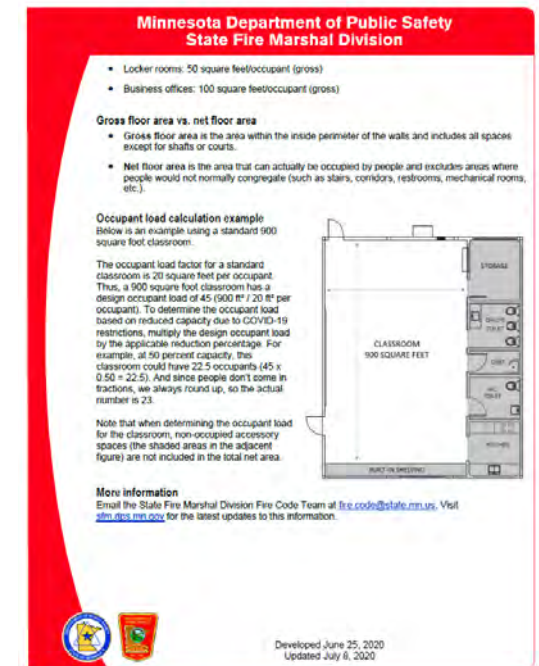 Minnesota Department of Public Safety
State Fire Marshal Division
• Locker rooms: 50 square feet/occupant (gross)
• Business offices: 100 square feet/occupant (gross)
Gross floor area vs. net floor area
• Gross floor area is the area within the inside perimeter of the walls and includes all spaces
except for shafts or courts.
• Net floor area is the area that can actually be occupied by people and excludes areas where
people would not normally congregate (such as stairs, corridors, restrooms, mechanical rooms,
etc.).
Occupant load calculation example
Below is an example using a standard 900
square foot classroom.
The occupant load factor for a standard
classroom is 20 square feet per occupant.
Thus, a 900 square foot classroom has a
design occupant load of 45 (900 ft² / 20 ft² per
occupant). To determine the occupant load
based on reduced capacity due to COVID-19
restrictions, multiply the design occupant load
by the applicable reduction percentage. For
example, at 50 percent capacity, this
classroom could have 22.5 occupants (45 x
0.50 = 22.5). And since people don't come in
fractions, we always round up, so the actual
number is 23.
Note that when determining the occupant load
for the classroom, non-occupied accessory
spaces (the shaded areas in the adjacent
figure) are not included in the total net area.
STORAGE
TOILET
CLASSROOM
900 SQUARE FEET
TOILET
KITCHEN
BUILT-IN SHELVING
More information
Email the State Fire Marshal Division Fire Code Team at fire.code@state.mn.us. Visit
sfm.dps.mn.gov for the latest updates to this information.
Developed June 25, 2020
Updated July 8, 2020